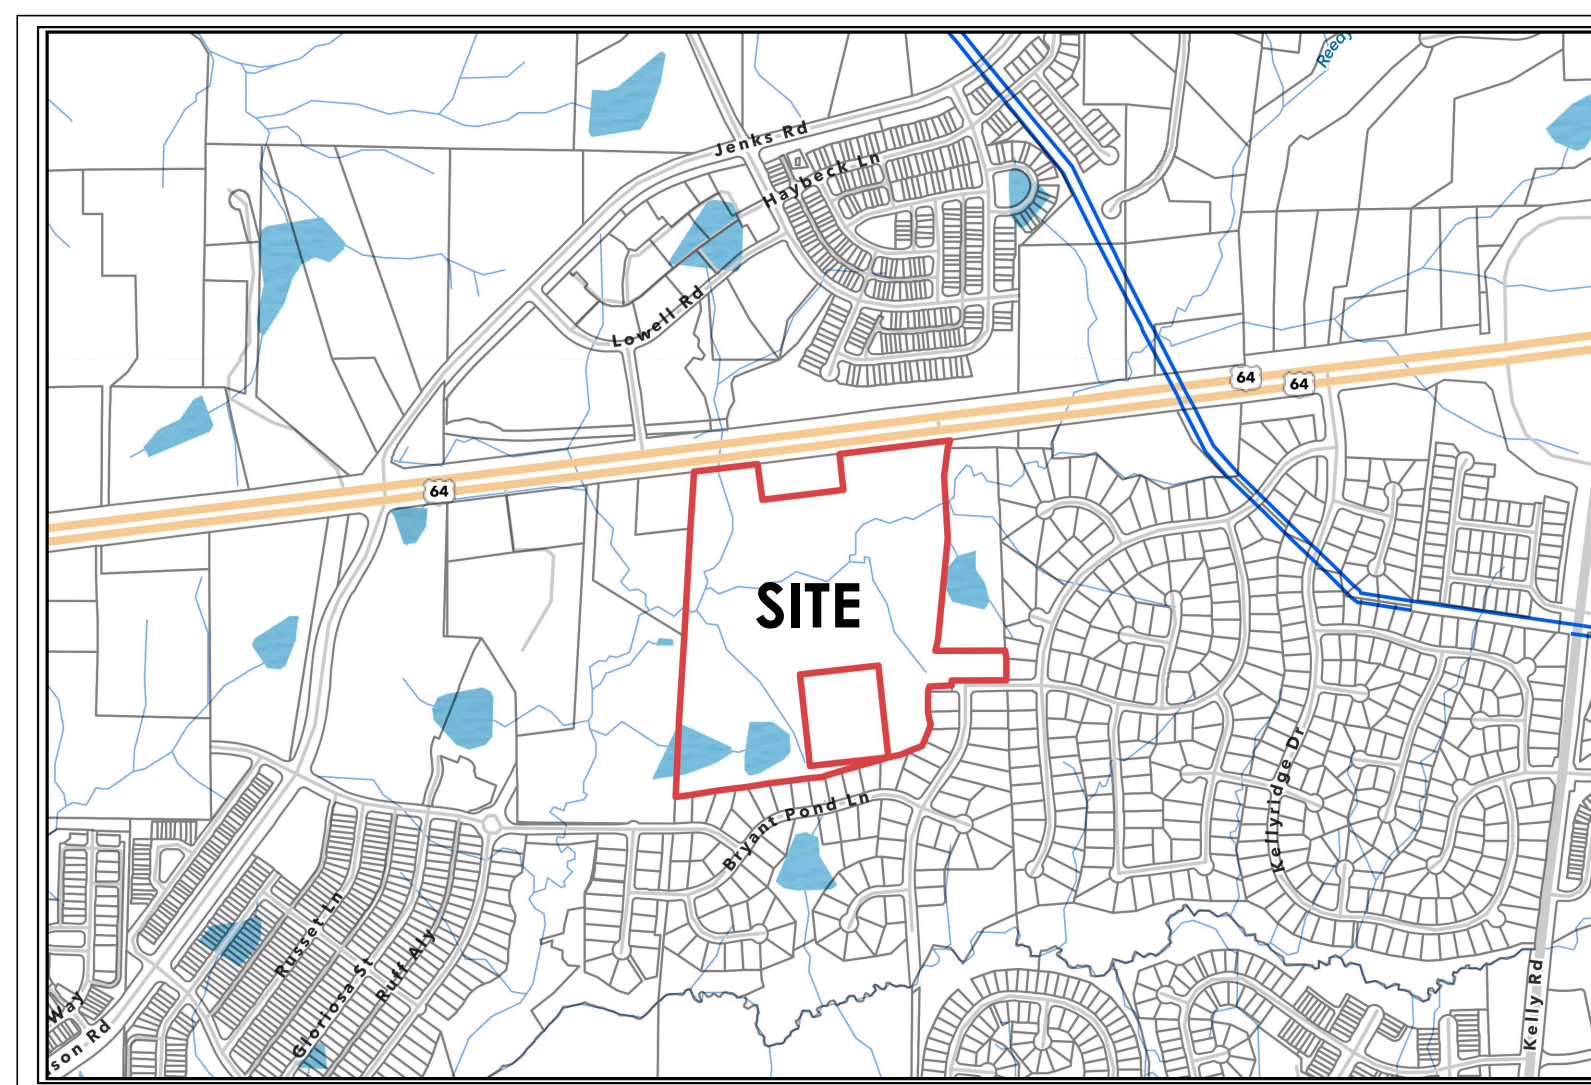 Reedy
Jenks Rd
Haybeck Ln
Lowell Rd
64
64
64
SITE
Kellyridge Dr
Bryant Pond Ln
Russet Ln
Ruff Aly
Gloriosa St
Way
son Rd
Kelly Rd